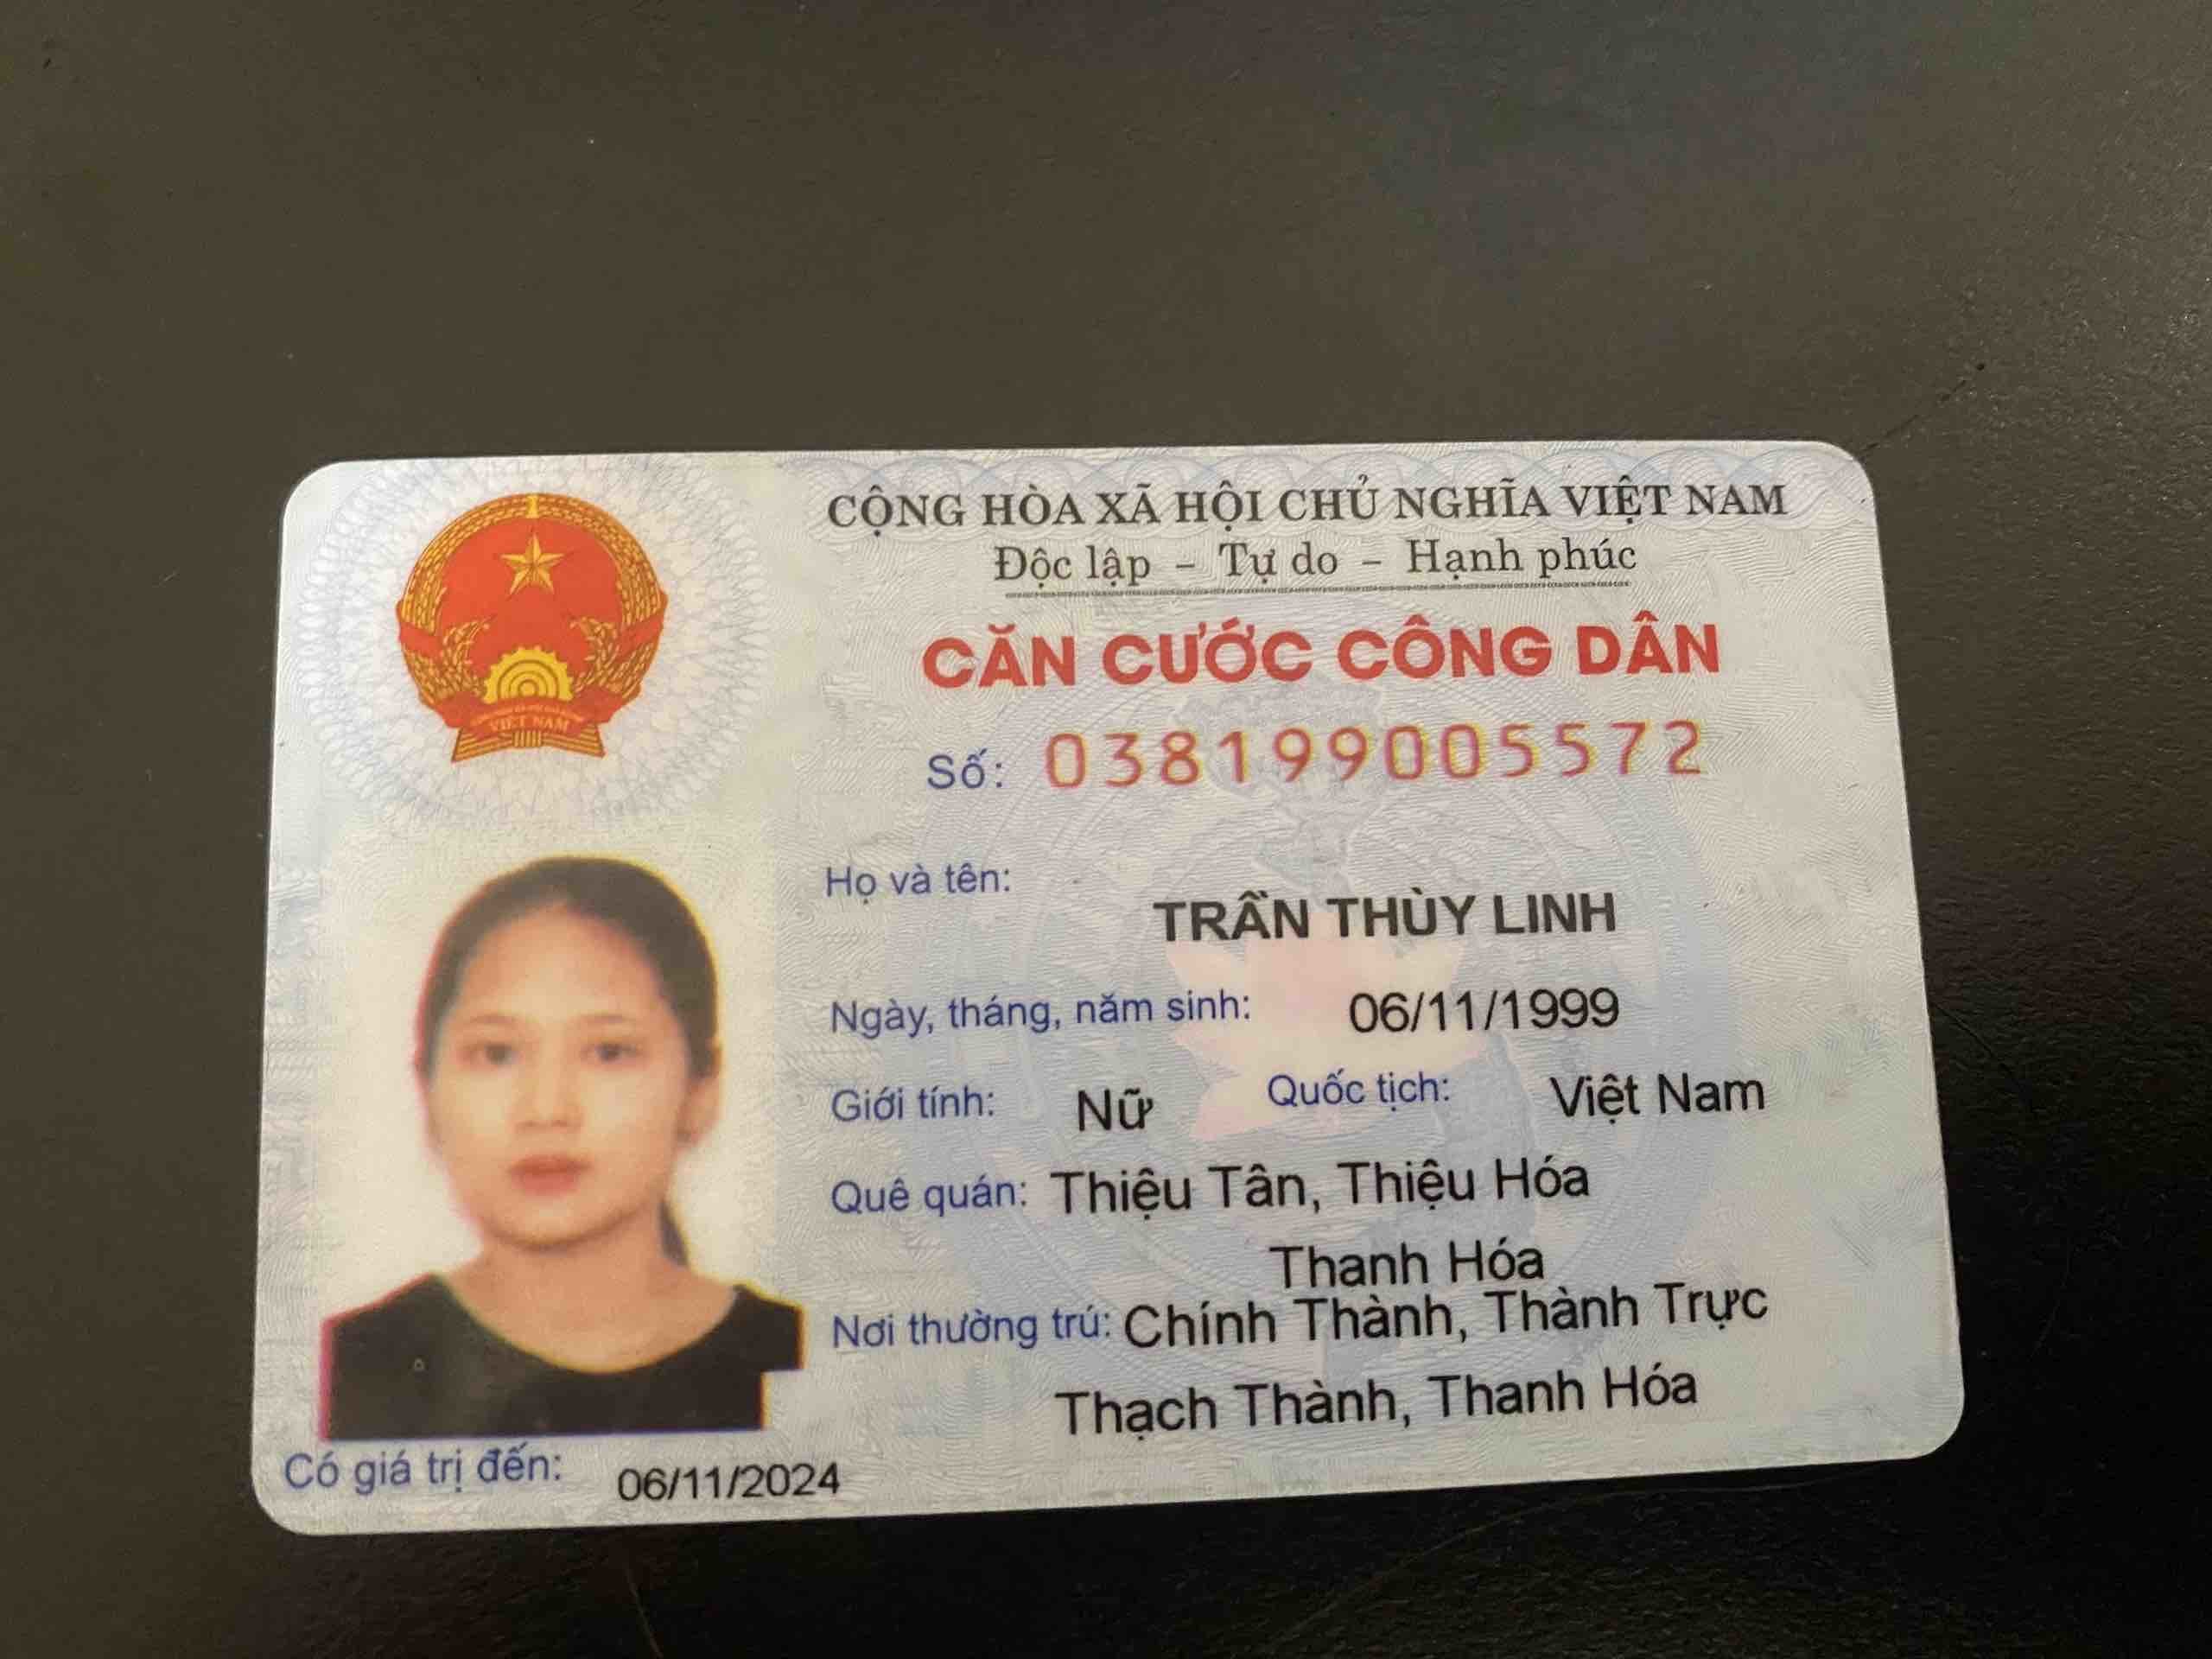 CỘNG HÒA XÃ HỘI CHỦ NGHĨA VIỆT NAM
Độc lập - Tự do - Hạnh phúc
CĂN CƯỚC CÔNG DÂN
Số: 038199005572
Họ và tên:
TRẦN THÙY LINH
Ngày, tháng, năm sinh: 06/11/1999
Giới tính: Nữ Quốc tịch: Việt Nam
Quê quán: Thiệu Tân, Thiệu Hóa
Thanh Hóa
Nơi thường trú: Chính Thành, Thành Trực
Thạch Thành, Thanh Hóa
Có giá trị đến: 06/11/2024
VIỆT NAM